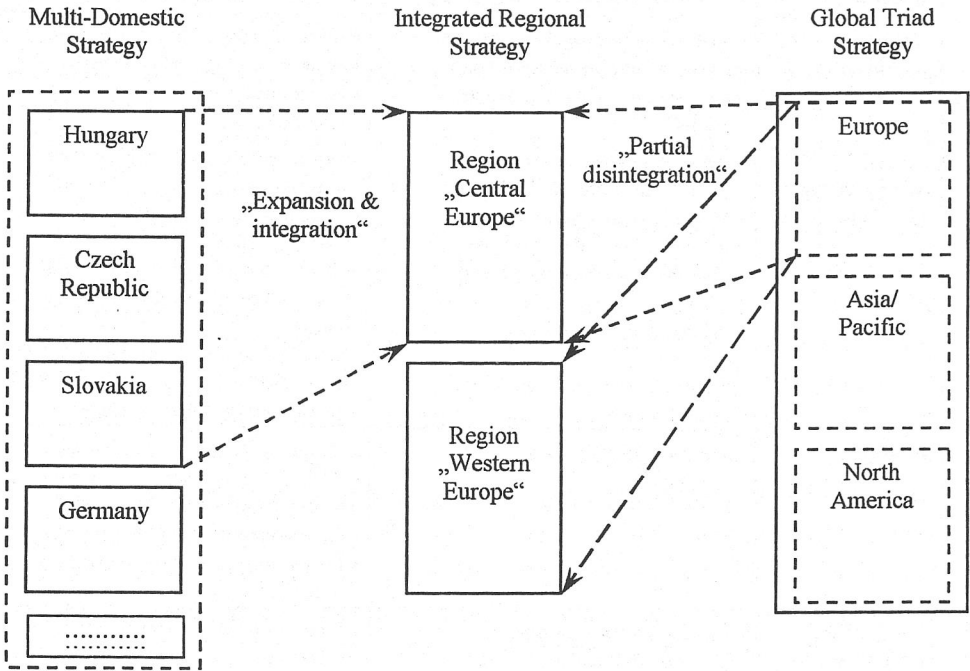 Multi-Domestic
Strategy
Integrated Regional
Strategy
Global Triad
Strategy
Hungary
Czech
Republic
Slovakia
Germany
...........
...........
„Expansion &
integration“
Region
„Central
Europe“
Region
„Western
Europe“
„Partial
disintegration“
Europe
Asia/
Pacific
North
America